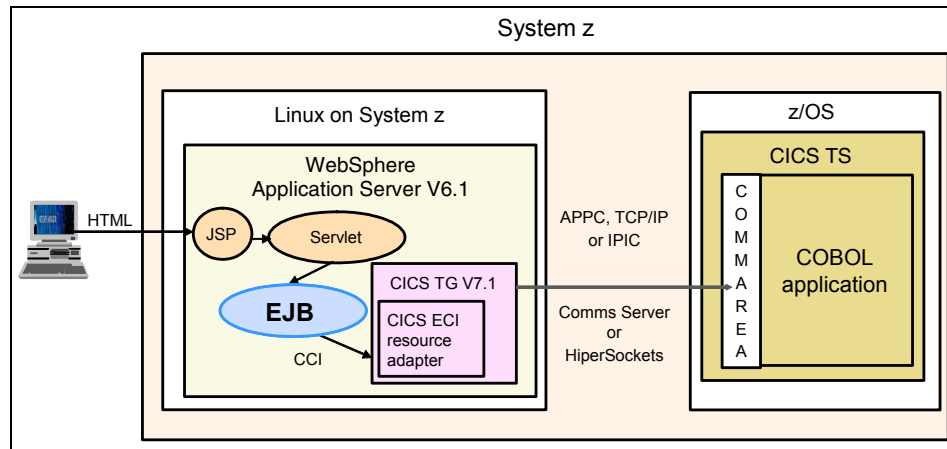 System z
Linux on System z
WebSphere
Application Server V6.1
HTML
JSP
Servlet
EJB
CCI
CICS TG V7.1
CICS ECI
resource
adapter
APPC, TCP/IP
or IPIC
Comms Server
or
HiperSockets
z/OS
CICS TS
C
O
M
M
A
R
E
A
COBOL
application